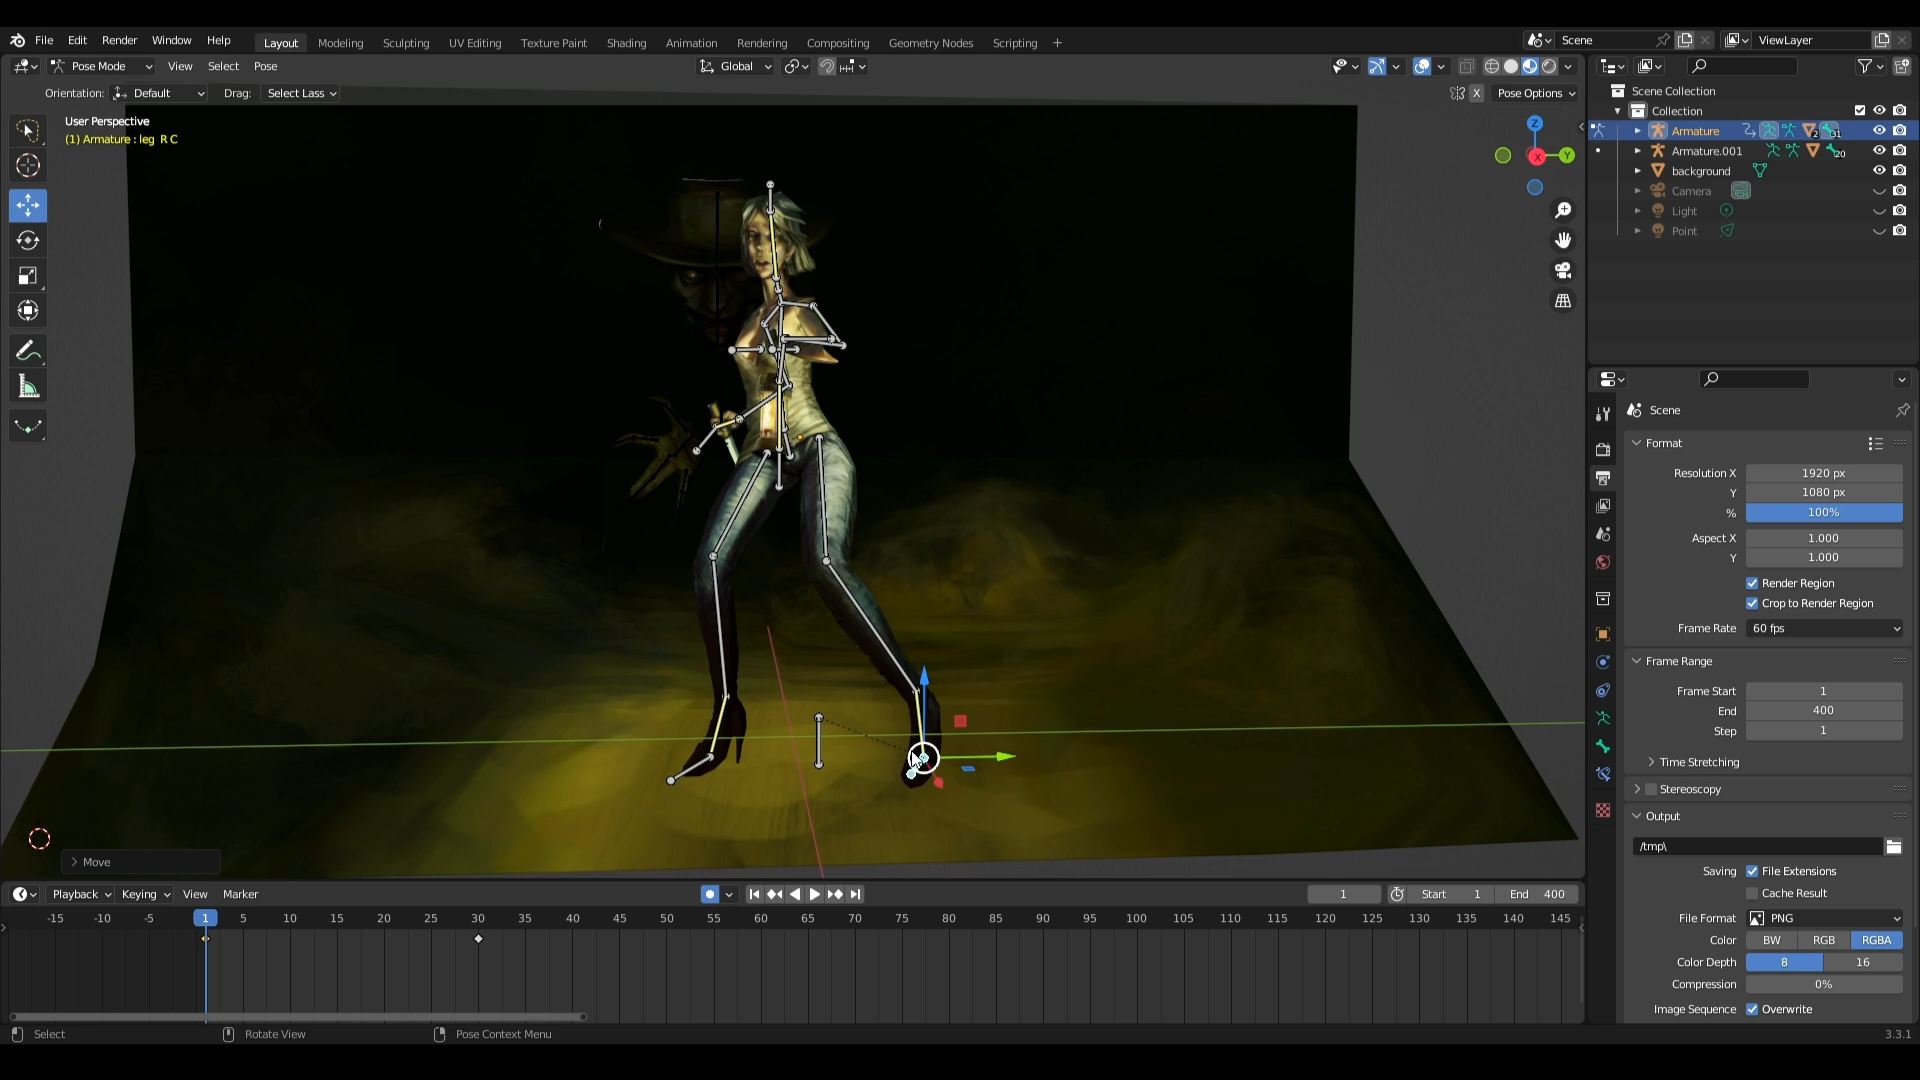 File Edit Render Window Help Layout Modeling Sculpting UV Editing Texture Paint Shading Animation Rendering Compositing Geometry Nodes Scripting + Scene ViewLayer
Pose Mode View Select Pose Global
Orientation: Default Drag: Select Lass X Pose Options
User Perspective
(1) Armature : leg R C
Z
X
Y
Scene Collection
Collection
Armature 2 31
Armature.001 20
background
Camera
Light
Point
Scene
Format
Resolution X 1920 px
Y 1080 px
% 100%
Aspect X 1.000
Y 1.000
Render Region
Crop to Render Region
Frame Rate 60 fps
Frame Range
Frame Start 1
End 400
Step 1
Time Stretching
Stereoscopy
Output
/tmp\
Saving File Extensions
Cache Result
File Format PNG
Color BW RGB RGBA
Color Depth 8 16
Compression 0%
Image Sequence Overwrite
Move
Playback Keying View Marker 1 Start 1 End 400
-15 -10 -5 1 5 10 15 20 25 30 35 40 45 50 55 60 65 70 75 80 85 90 95 100 105 110 115 120 125 130 135 140 145
Select Rotate View Pose Context Menu 3.3.1